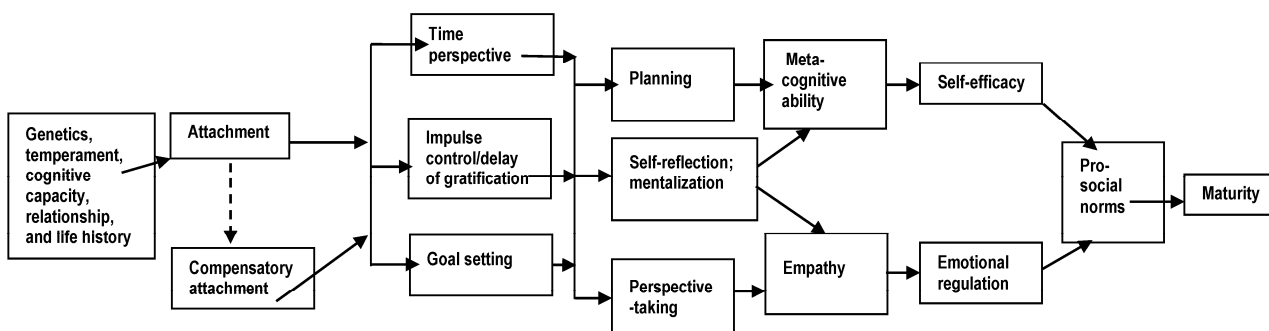 Genetics,
temperament,
cognitive
capacity,
relationship,
and life history
Attachment
Compensatory
attachment
Time
perspective
Impulse
control/delay
of gratification
Goal setting
Planning
Self-reflection;
mentalization
Perspective
-taking
Meta-
cognitive
ability
Empathy
Self-efficacy
Emotional
regulation
Pro-
social
norms
Maturity